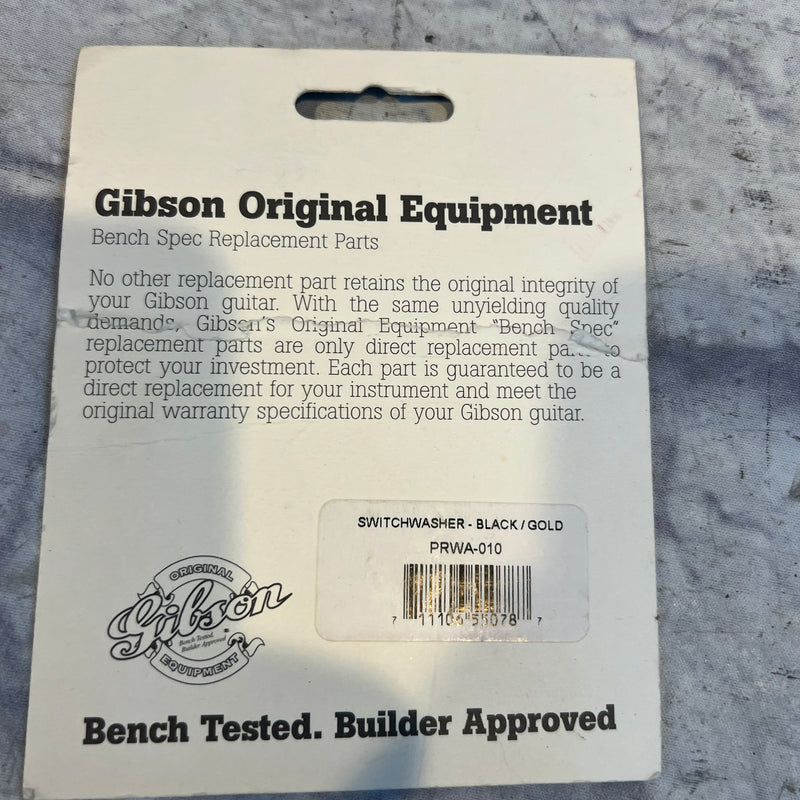 Gibson Original Equipment
Bench Spec Replacement Parts
No other replacement part retains the original integrity of
your Gibson guitar. With the same unyielding quality
demands, Gibson's Original Equipment "Bench Spec"
replacement parts are only direct replacement to
protect your investment. Each part is guaranteed to be a
direct replacement for your instrument and meet the
original warranty specifications of your Gibson guitar.
SWITCHWASHER - BLACK / GOLD
PRWA-010
7
ORIGINAL
Gibson
Bench Tested.
Builder Approved
EQUIPMENT
Bench Tested. Builder Approved